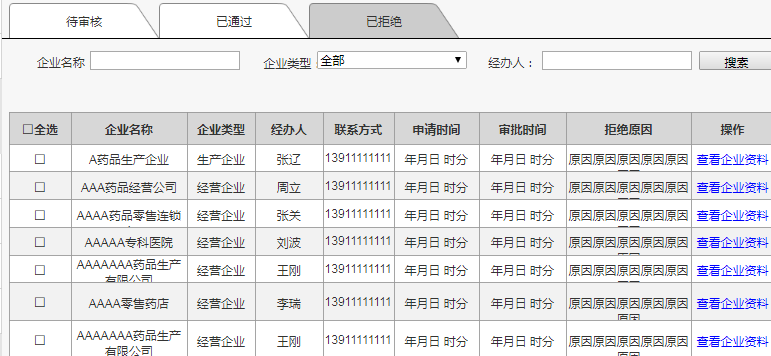 待审核 已通过 已拒绝
企业名称 企业类型 全部 经办人： 搜索
全选 企业名称 企业类型 经办人 联系方式 申请时间 审批时间 拒绝原因 操作
A药品生产企业 生产企业 张辽 13911111111 年月日 时分 年月日 时分 原因原因原因原因原因 查看企业资料
AAA药品经营公司 经营企业 周立 13911111111 年月日 时分 年月日 时分 原因原因原因原因原因 查看企业资料
AAAA药品零售连锁 经营企业 张关 13911111111 年月日 时分 年月日 时分 原因原因原因原因原因 查看企业资料
AAAAA专科医院 经营企业 刘波 13911111111 年月日 时分 年月日 时分 原因原因原因原因原因 查看企业资料
AAAAAAA药品生产 经营企业 王刚 13911111111 年月日 时分 年月日 时分 原因原因原因原因原因 查看企业资料
有限公司
AAAA零售药店 经营企业 李瑞 13911111111 年月日 时分 年月日 时分 原因原因原因原因原因 查看企业资料
原因
AAAAAAA药品生产 经营企业 王刚 13911111111 年月日 时分 年月日 时分 原因原因原因原因原因 查看企业资料
有限公司 原因